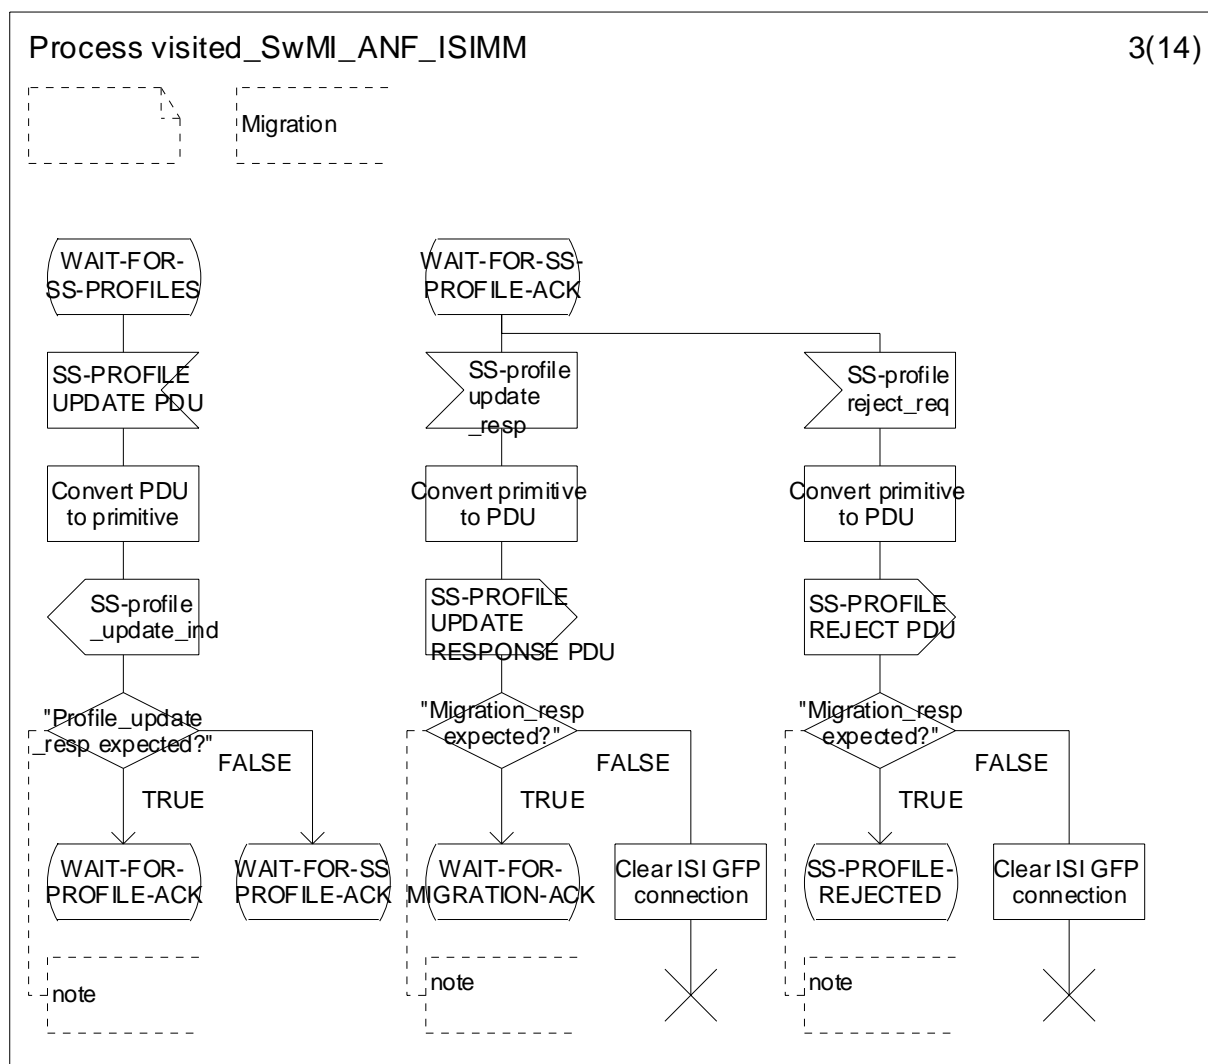 Process visited_SwMI_ANF_ISIMM
3(14)
Migration
WAIT-FOR-
SS-PROFILES
WAIT-FOR-SS-
PROFILE-ACK
SS-PROFILE
UPDATE PDU
SS-profile
update
_resp
SS-profile
reject_req
Convert PDU
to primitive
Convert primitive
to PDU
Convert primitive
to PDU
SS-profile
_update_ind
SS-PROFILE
UPDATE
RESPONSE PDU
SS-PROFILE
REJECT PDU
"Profile_update
_resp expected?"
FALSE
TRUE
"Migration_resp
expected?"
FALSE
TRUE
"Migration_resp
expected?"
FALSE
TRUE
WAIT-FOR-
PROFILE-ACK
WAIT-FOR-SS
PROFILE-ACK
WAIT-FOR-
MIGRATION-ACK
Clear ISI GFP
connection
SS-PROFILE-
REJECTED
Clear ISI GFP
connection
note
note
note